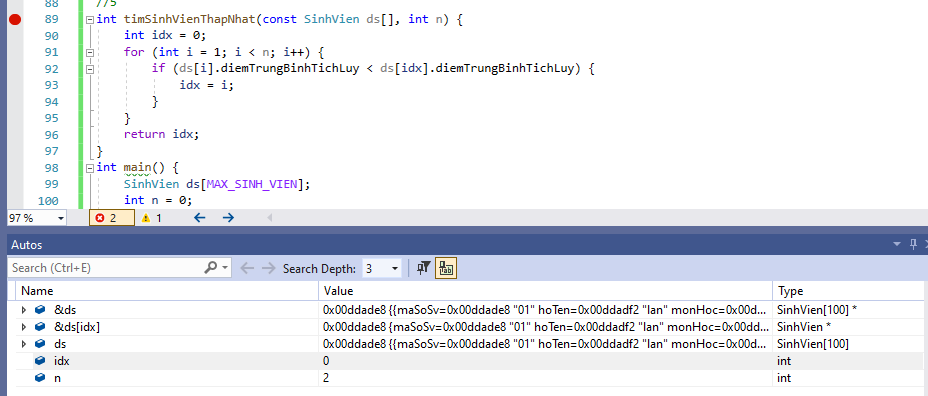 88 //5
89 int timSinhVienThapNhat(const SinhVien ds[], int n) {
90 int idx = 0;
91 for (int i = 1; i < n; i++) {
92 if (ds[i].diemTrungBinhTichLuy < ds[idx].diemTrungBinhTichLuy) {
93 idx = i;
94 }
95 }
96 return idx;
97 }
98 int main() {
99 SinhVien ds[MAX_SINH_VIEN];
100 int n = 0;
97 % 2 1
Autos
Search (Ctrl+E) Search Depth: 3
Name Value Type
&ds 0x00ddade8 {{maSoSv=0x00ddade8 "01" hoTen=0x00ddadf2 "lan" monHoc=0x00d... SinhVien[100] *
&ds[idx] 0x00ddade8 {maSoSv=0x00ddade8 "01" hoTen=0x00ddadf2 "lan" monHoc=0x00dd... SinhVien *
ds 0x00ddade8 {{maSoSv=0x00ddade8 "01" hoTen=0x00ddadf2 "lan" monHoc=0x00d... SinhVien[100]
idx 0 int
n 2 int